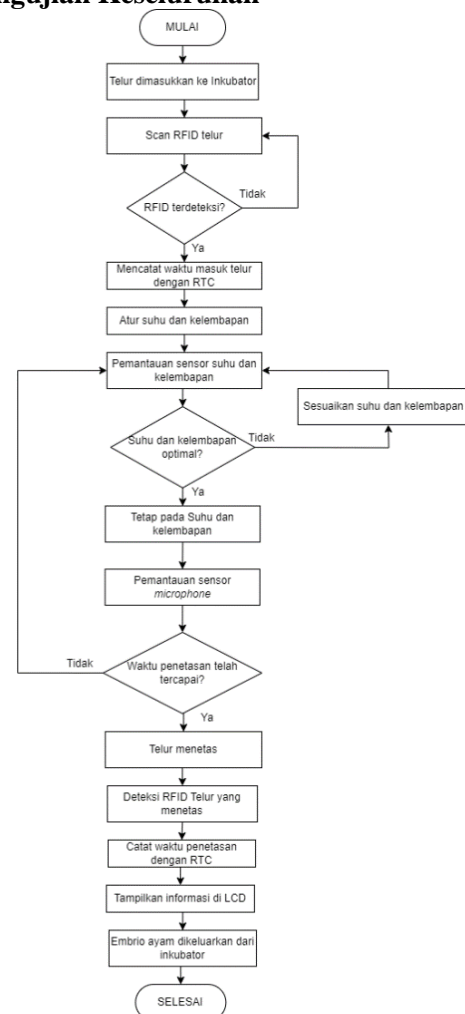 ngujian Keseluruhan
MULAI
Telur dimasukkan ke Inkubator
Scan RFID telur
Tidak
RFID terdeteksi?
Ya
Mencatat waktu masuk telur
dengan RTC
Atur suhu dan kelembapan
Pemantauan sensor suhu dan
kelembapan
Sesuaikan suhu dan kelembapan
Suhu dan kelembapan
optimal?
Tidak
Ya
Tetap pada Suhu dan
kelembapan
Pemantauan sensor
microphone
Tidak
Waktu penetasan telah
tercapai?
Ya
Telur menetas
Deteksi RFID Telur yang
menetas
Catat waktu penetasan
dengan RTC
Tampilkan informasi di LCD
Embrio ayam dikeluarkan dari
inkubator
SELESAI